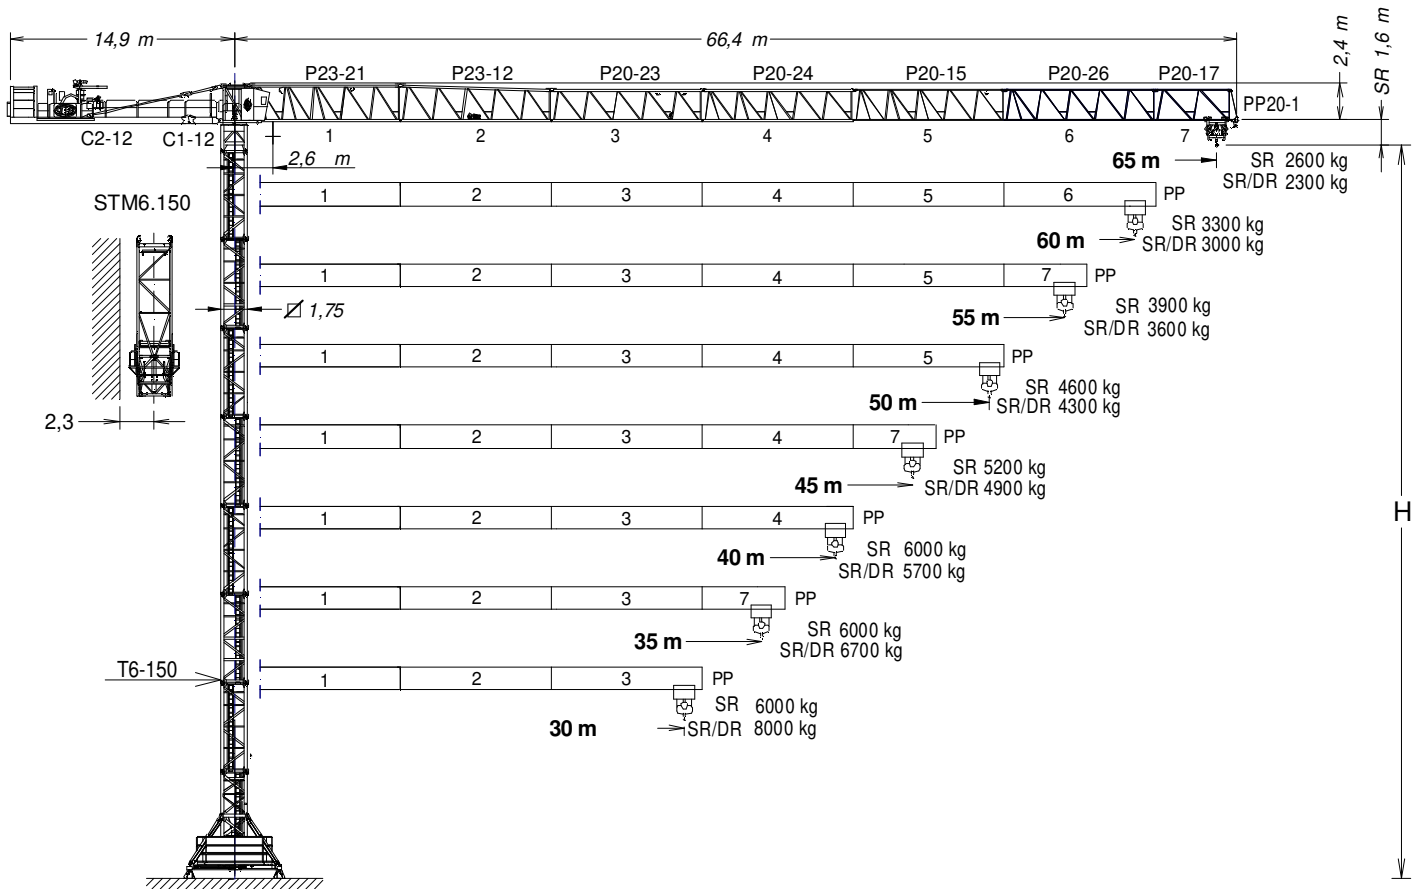 14,9 m
66,4 m
2,4 m
SR 1,6 m
P23-21 P23-12 P20-23 P20-24 P20-15 P20-26 P20-17
PP20-1
C2-12 C1-12
1 2 3 4 5 6 7
2,6 m
65 m SR 2600 kg
SR/DR 2300 kg
STM6.150
1 2 3 4 5 6 PP
60 m SR 3300 kg
SR/DR 3000 kg
1 2 3 4 5 7 PP
1,75
55 m SR 3900 kg
SR/DR 3600 kg
1 2 3 4 5 PP
50 m SR 4600 kg
SR/DR 4300 kg
2,3
1 2 3 4 7 PP
45 m SR 5200 kg
SR/DR 4900 kg
H
1 2 3 4 PP
40 m SR 6000 kg
SR/DR 5700 kg
1 2 3 7 PP
35 m SR 6000 kg
SR/DR 6700 kg
T6-150
1 2 3 PP
30 m SR 6000 kg
SR/DR 8000 kg